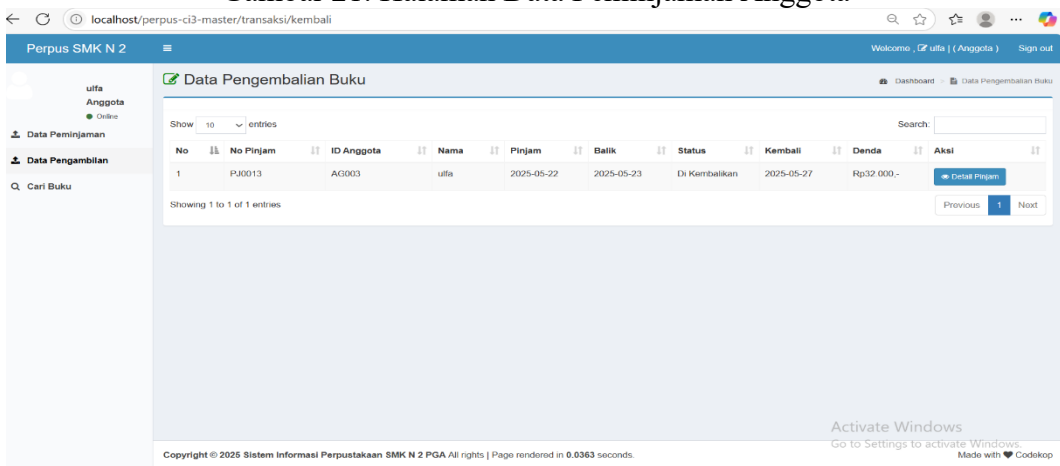 localhost/perpus-ci3-master/transaksi/kembali
Perpus SMK N 2
Welcome , ulfa | ( Anggota ) Sign out
ulfa
Anggota
Online
Data Peminjaman
Data Pengambilan
Cari Buku
Data Pengembalian Buku
Dashboard Data Pengembalian Buku
Show 10 entries Search:
No No Pinjam ID Anggota Nama Pinjam Balik Status Kembali Denda Aksi
1 PJ0013 AG003 ulfa 2025-05-22 2025-05-23 Di Kembalikan 2025-05-27 Rp32 000,- Detail Pinjam
Showing 1 to 1 of 1 entries Previous 1 Next
Activate Windows
Go to Settings to activate Windows.
Copyright © 2025 Sistem Informasi Perpustakaan SMK N 2 PGA All rights | Page rendered in 0.0363 seconds. Made with ♥ Codekop